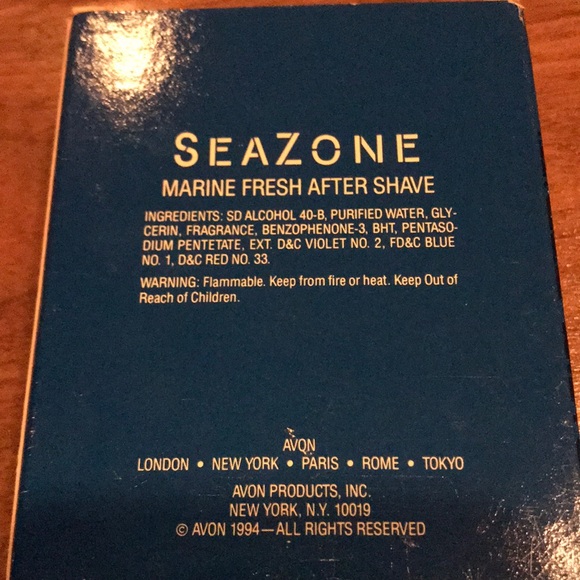 SEAZONE
MARINE FRESH AFTER SHAVE
INGREDIENTS: SD ALCOHOL 40-B, PURIFIED WATER, GLY-
CERIN, FRAGRANCE, BENZOPHENONE-3, BHT, PENTASO-
DIUM PENTETATE, EXT. D&C VIOLET NO. 2, FD&C BLUE
NO. 1, D&C RED NO. 33.
WARNING: Flammable. Keep from fire or heat. Keep Out of
Reach of Children.
AVON
LONDON • NEW YORK • PARIS • ROME • TOKYO
AVON PRODUCTS, INC.
NEW YORK, N.Y. 10019
© AVON 1994—ALL RIGHTS RESERVED